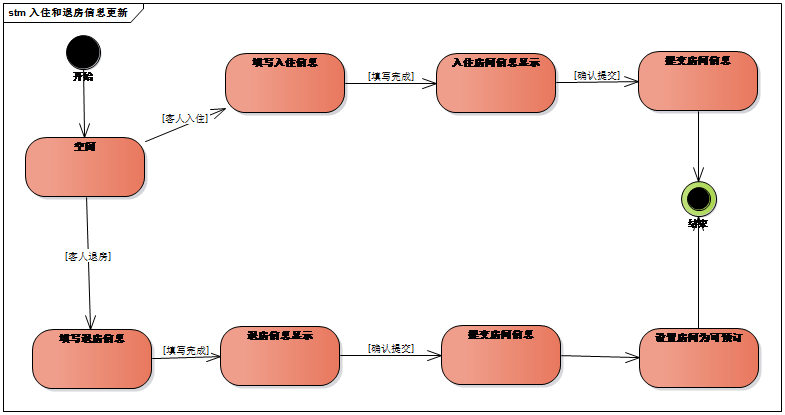 stm 入住和退房信息更新
开始
填写入住信息
[填写完成]
入住房间信息显示
[确认提交]
提交房间信息
[客人入住]
空闲
结束
[客人退房]
填写退房信息
[填写完成]
退房信息显示
[确认提交]
提交房间信息
设置房间为可预订